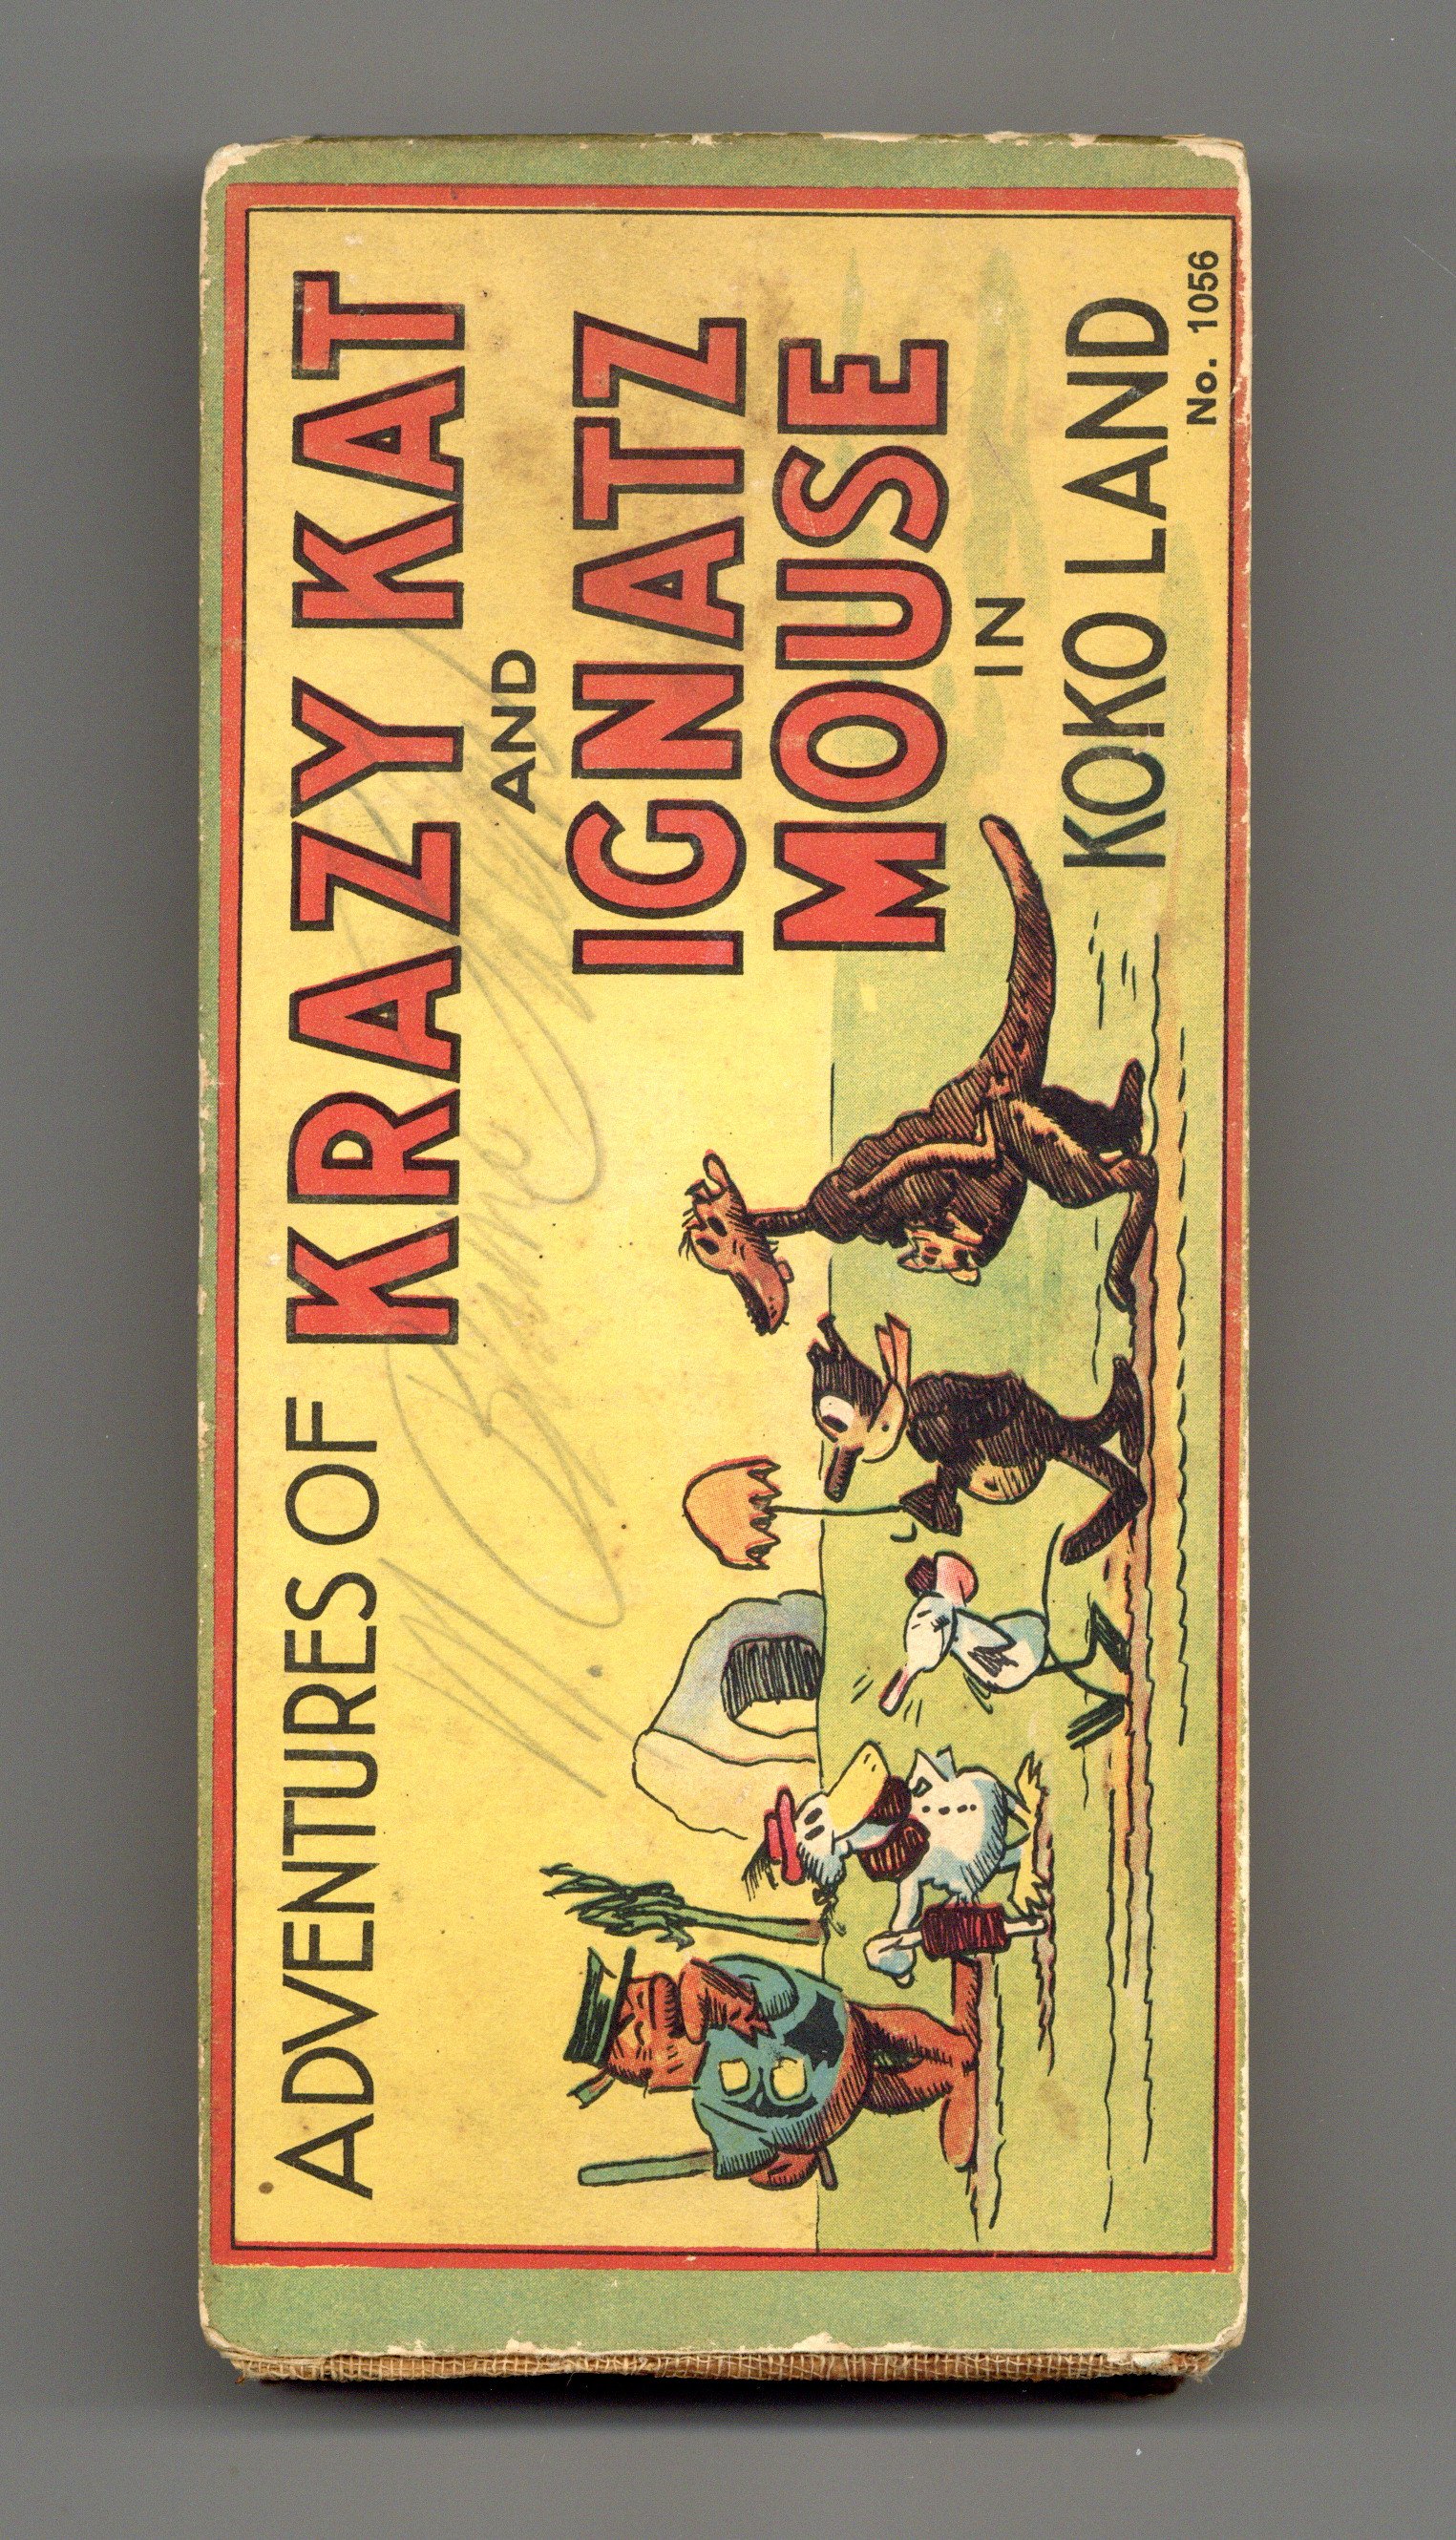 ADVENTURES OF KRAZY KAT
AND
IGNATZ
MOUSE
IN
KOKO LAND
No. 1056